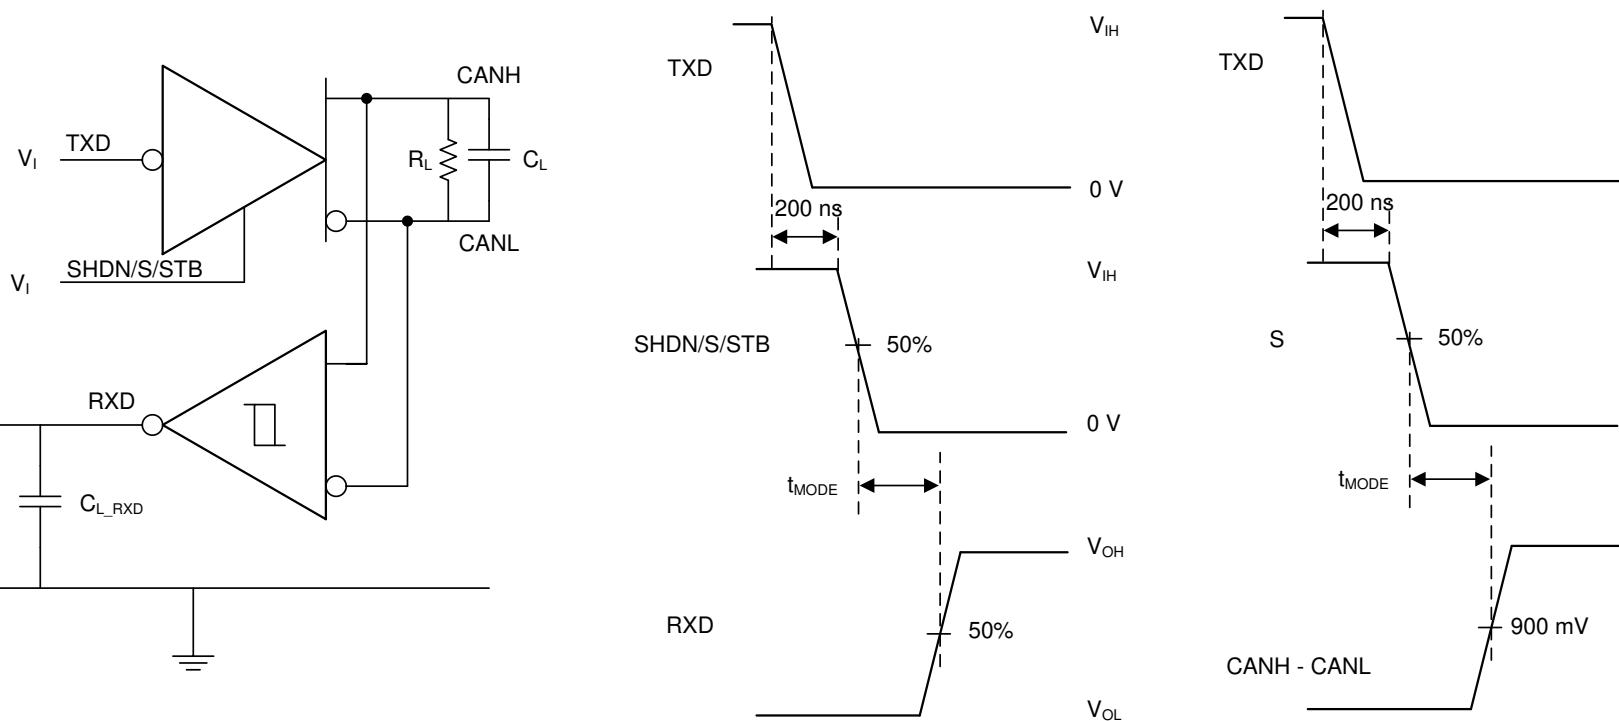 CANH
TXD
V_I
R_L
C_L
CANL
SHDN/S/STB
V_I
RXD
C_L_RXD
V_IH
TXD
0 V
200 ns
V_IH
SHDN/S/STB
50%
0 V
t_MODE
V_OH
RXD
50%
V_OL
TXD
200 ns
S
50%
t_MODE
900 mV
CANH - CANL